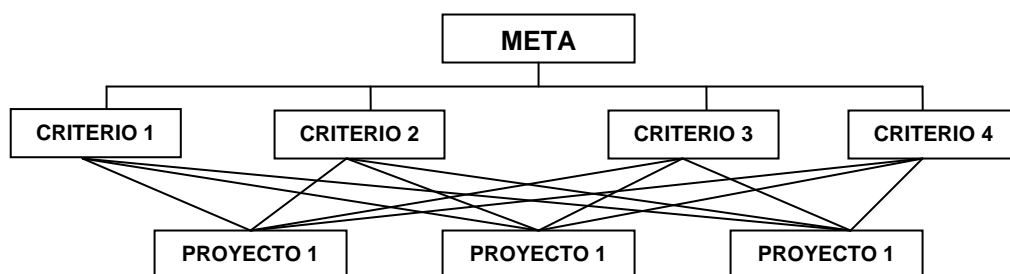 META
CRITERIO 1
CRITERIO 2
CRITERIO 3
CRITERIO 4
PROYECTO 1
PROYECTO 1
PROYECTO 1